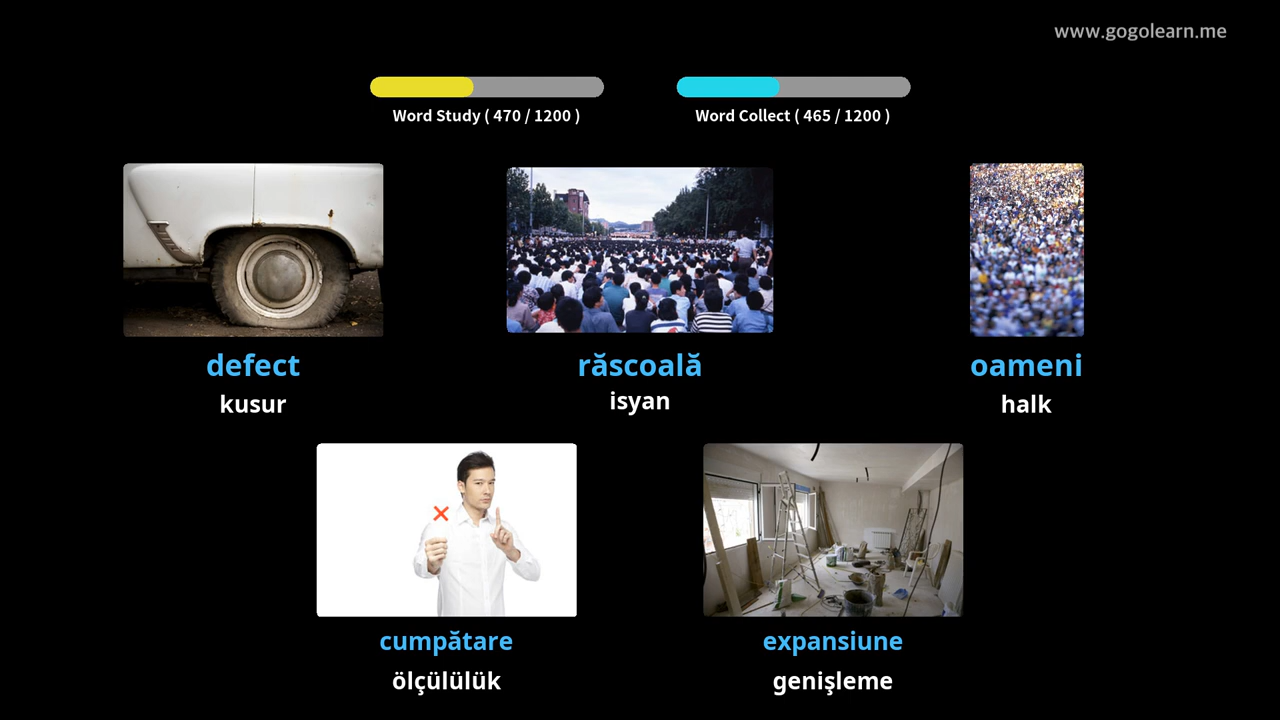 www.gogolearn.me
Word Study ( 470 / 1200 )
Word Collect ( 465 / 1200 )
defect
kusur
răscoală
isyan
oameni
halk
cumpătare
ölçülülük
expansiune
genişleme